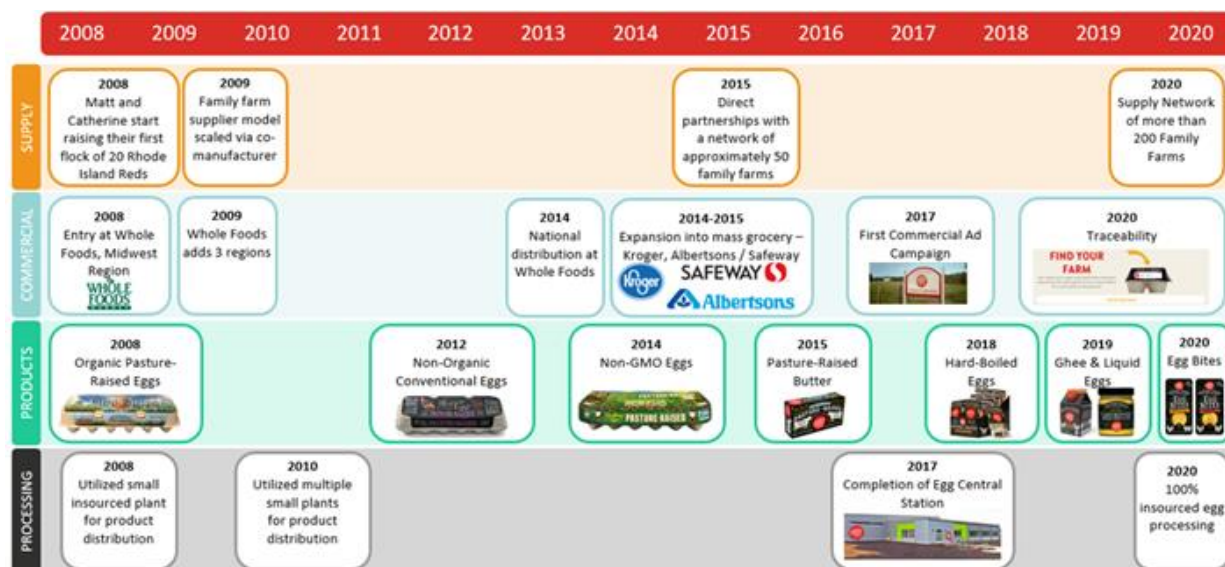 2008 2009 2010 2011 2012 2013 2014 2015 2016 2017 2018 2019 2020
SUPPLY
2008
Matt and
Catherine start
raising their first
flock of 20 Rhode
Island Reds
2009
Family farm
supplier model
scaled via co-
manufacturer
2015
Direct
partnerships with
a network of
approximately 50
family farms
2020
Supply Network
of more than
200 Family
Farms
COMMERCIAL
2008
Entry at Whole
Foods, Midwest
Region
WHOLE
FOODS
MARKET
2009
Whole Foods
adds 3 regions
2014
National
distribution at
Whole Foods
2014-2015
Expansion into mass grocery –
Kroger, Albertsons / Safeway
Kroger
SAFEWAY
Albertsons
2017
First Commercial Ad
Campaign
2020
Traceability
FIND YOUR
FARM
PRODUCTS
2008
Organic Pasture-
Raised Eggs
2012
Non-Organic
Conventional Eggs
2014
Non-GMO Eggs
PASTURE RAISED
2015
Pasture-Raised
Butter
2018
Hard-Boiled
Eggs
2019
Ghee & Liquid
Eggs
2020
Egg Bites
EGG
BITES
EGG
BITES
PROCESSING
2008
Utilized small
insourced plant
for product
distribution
2010
Utilized multiple
small plants
for product
distribution
2017
Completion of Egg Central
Station
2020
100%
insourced egg
processing